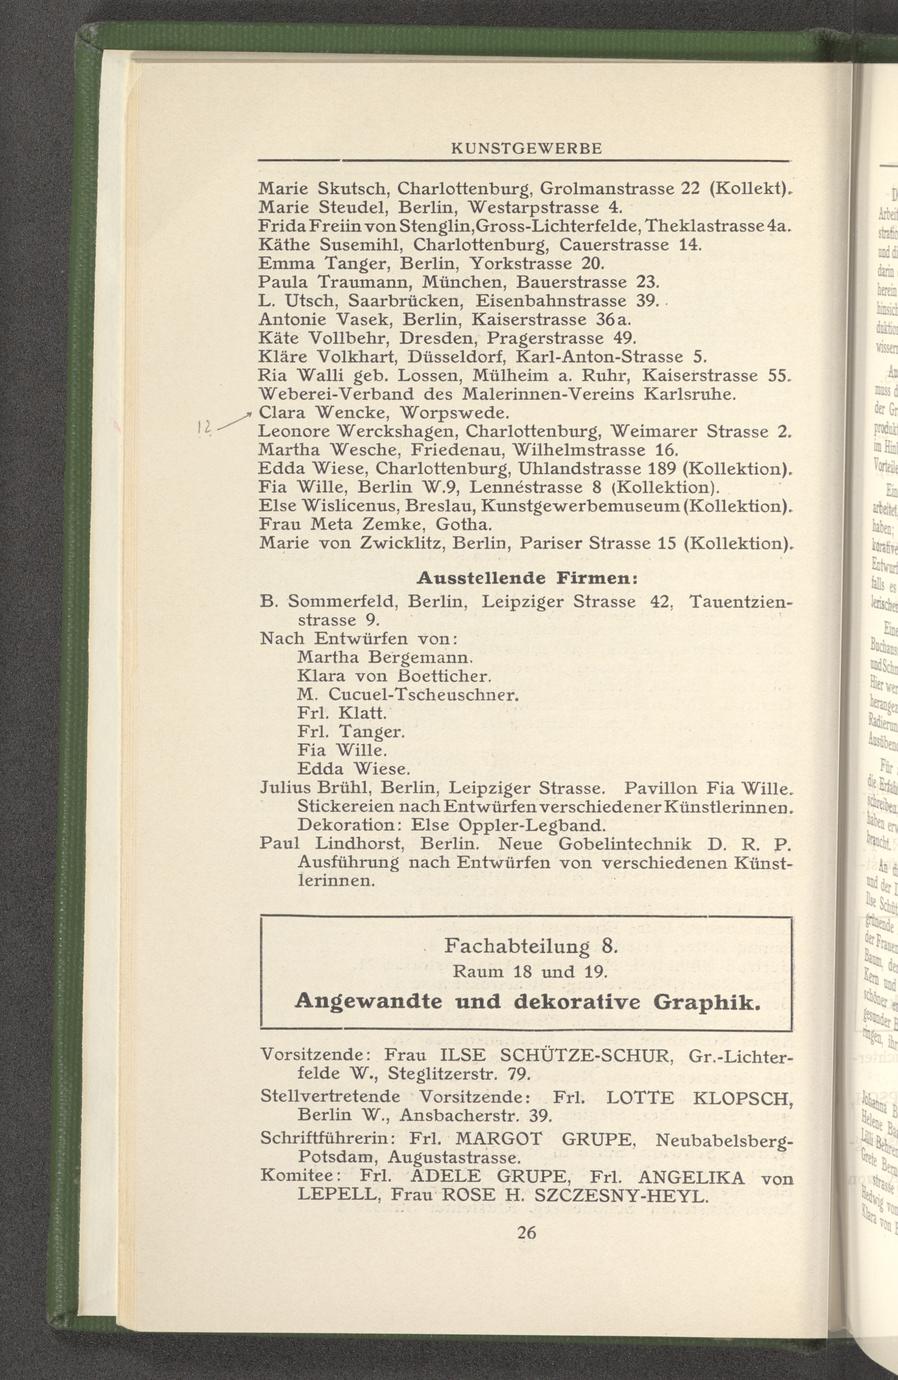 KUNSTGEWERBE
Marie Skutsch, Charlottenburg, Grolmanstrasse 22 (Kollekt).
Marie Steudel, Berlin, Westarpstrasse 4.
Frida Freiin von Stenglin, Gross-Lichterfelde, Theklastrasse 4a.
Käthe Susemihl, Charlottenburg, Cauerstrasse 14.
Emma Tanger, Berlin, Yorkstrasse 20.
Paula Traumann, München, Bauerstrasse 23.
L. Utsch, Saarbrücken, Eisenbahnstrasse 39.
Antonie Vasek, Berlin, Kaiserstrasse 36a.
Käte Vollbehr, Dresden, Pragerstrasse 49.
Kläre Volkhart, Düsseldorf, Karl-Anton-Strasse 5.
Ria Walli geb. Lossen, Mülheim a. Ruhr, Kaiserstrasse 55.
Weberei-Verband des Malerinnen-Vereins Karlsruhe.
Clara Wencke, Worpswede.
12
Leonore Werckshagen, Charlottenburg, Weimarer Strasse 2.
Martha Wesche, Friedenau, Wilhelmstrasse 16.
Edda Wiese, Charlottenburg, Uhlandstrasse 189 (Kollektion).
Fia Wille, Berlin W.9, Lennéstrasse 8 (Kollektion).
Else Wislicenus, Breslau, Kunstgewerbemuseum (Kollektion).
Frau Meta Zemke, Gotha.
Marie von Zwicklitz, Berlin, Pariser Strasse 15 (Kollektion).
Ausstellende Firmen:
B. Sommerfeld, Berlin, Leipziger Strasse 42, Tauentzien-
strasse 9.
Nach Entwürfen von:
Martha Bergemann.
Klara von Boetticher.
M. Cucuel-Tscheuschner.
Frl. Klatt.
Frl. Tanger.
Fia Wille.
Edda Wiese.
Julius Brühl, Berlin, Leipziger Strasse. Pavillon Fia Wille.
Stickereien nach Entwürfen verschiedener Künstlerinnen.
Dekoration: Else Oppler-Legband.
Paul Lindhorst, Berlin. Neue Gobelintechnik D. R. P.
Ausführung nach Entwürfen von verschiedenen Künst-
lerinnen.
Fachabteilung 8.
Raum 18 und 19.
Angewandte und dekorative Graphik.
Vorsitzende: Frau ILSE SCHÜTZE-SCHUR, Gr.-Lichter-
felde W., Steglitzerstr. 79.
Stellvertretende Vorsitzende: Frl. LOTTE KLOPSCH,
Berlin W., Ansbacherstr. 39.
Schriftführerin: Frl. MARGOT GRUPE, Neubabelsberg-
Potsdam, Augustastrasse.
Komitee: Frl. ADELE GRUPE, Frl. ANGELIKA von
LEPELL, Frau ROSE H. SZCZESNY-HEYL.
26